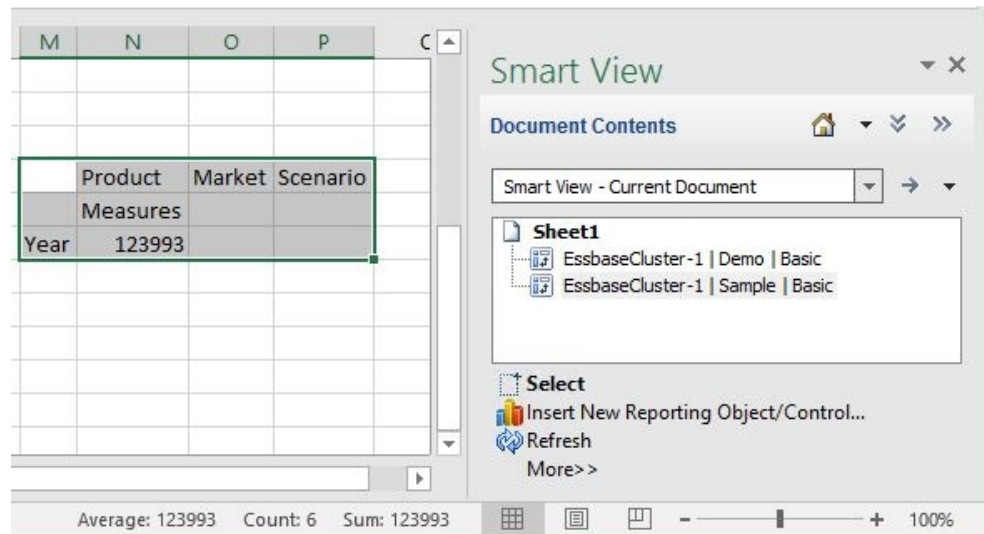 M N O P C
Product Market Scenario
Measures
Year 123993
Average: 123993 Count: 6 Sum: 123993
Smart View
Document Contents
Smart View - Current Document
Sheet1
EssbaseCluster-1 | Demo | Basic
EssbaseCluster-1 | Sample | Basic
Select
Insert New Reporting Object/Control...
Refresh
More>>
100%